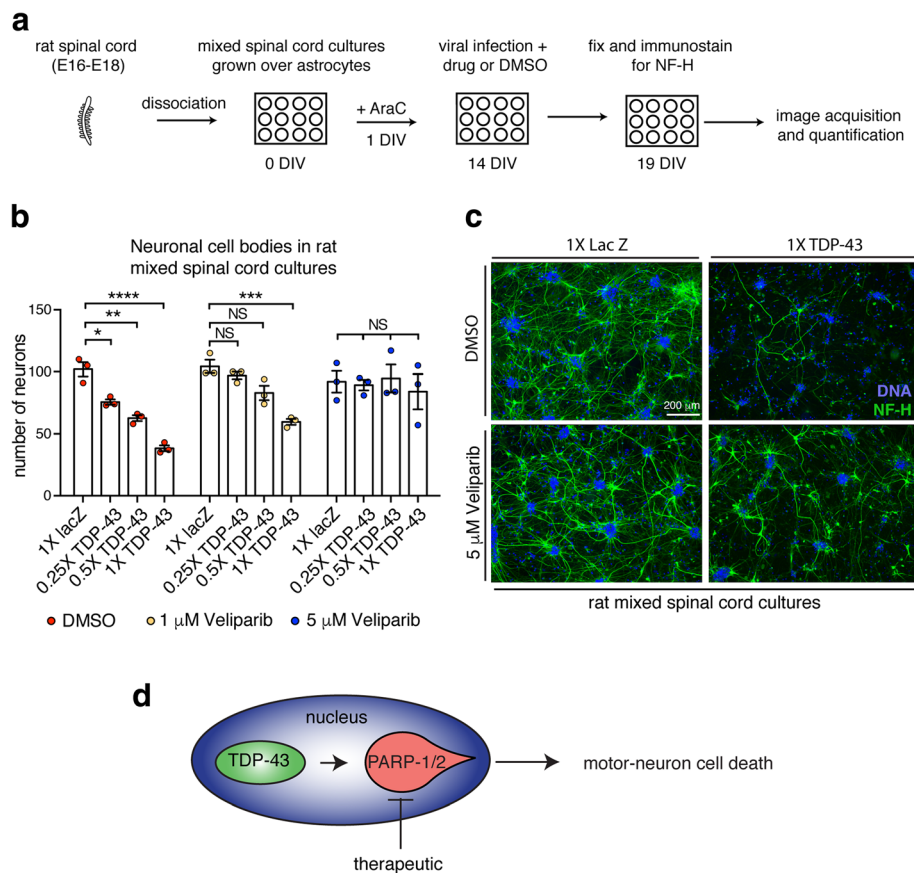 a
rat spinal cord
(E16-E18)
dissociation
mixed spinal cord cultures
grown over astrocytes
0 DIV
+ AraC
1 DIV
viral infection +
drug or DMSO
14 DIV
fix and immunostain
for NF-H
19 DIV
image acquisition
and quantification
b
Neuronal cell bodies in rat
mixed spinal cord cultures
number of neurons
150
100
50
0
****
**
*
***
NS
NS
NS
1X lacZ
0.25X TDP-43
0.5X TDP-43
1X TDP-43
1X lacZ
0.25X TDP-43
0.5X TDP-43
1X TDP-43
1X lacZ
0.25X TDP-43
0.5X TDP-43
1X TDP-43
DMSO
1 μM Veliparib
5 μM Veliparib
c
1X Lac Z
1X TDP-43
DMSO
200 μm
DNA
NF-H
5 μM Veliparib
rat mixed spinal cord cultures
d
nucleus
TDP-43
PARP-1/2
motor-neuron cell death
therapeutic